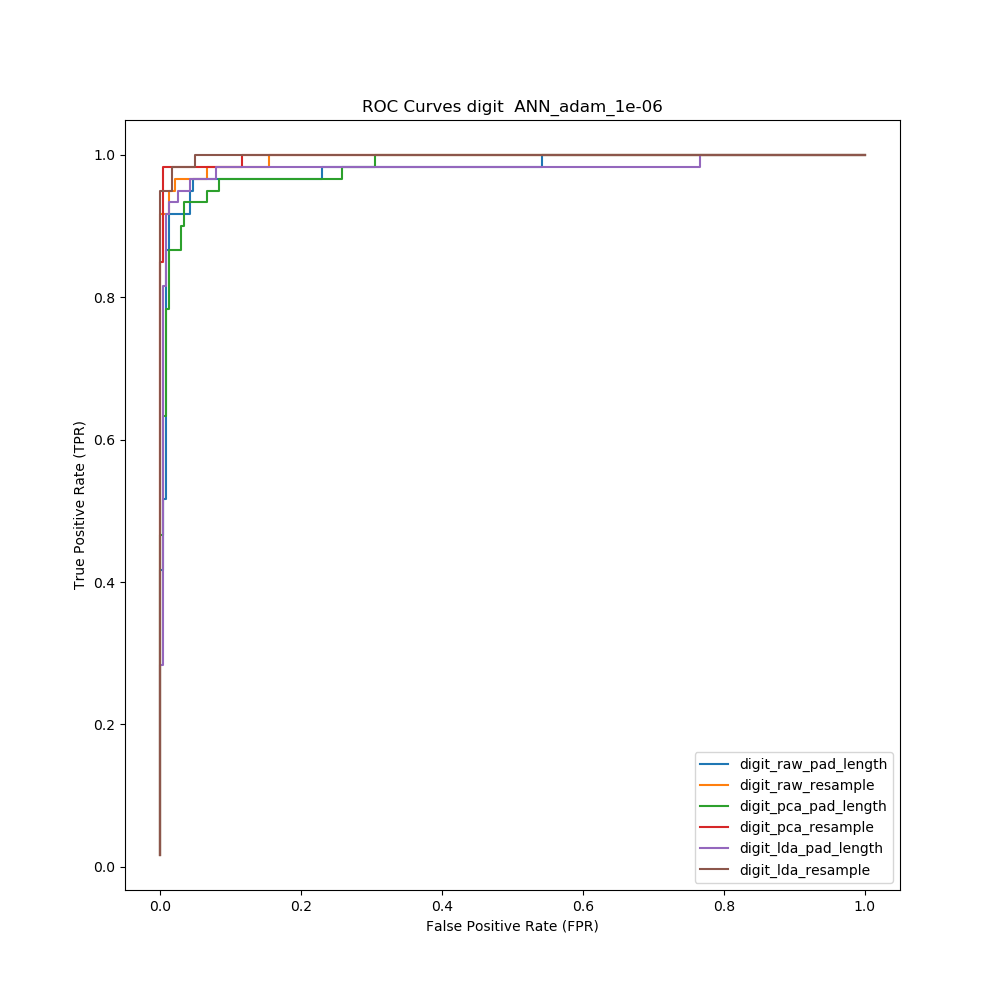 ROC Curves digit  ANN_adam_1e-06
1.0
0.8
0.6
0.4
0.2
0.0
True Positive Rate (TPR)
0.0 0.2 0.4 0.6 0.8 1.0
False Positive Rate (FPR)
digit_raw_pad_length
digit_raw_resample
digit_pca_pad_length
digit_pca_resample
digit_lda_pad_length
digit_lda_resample